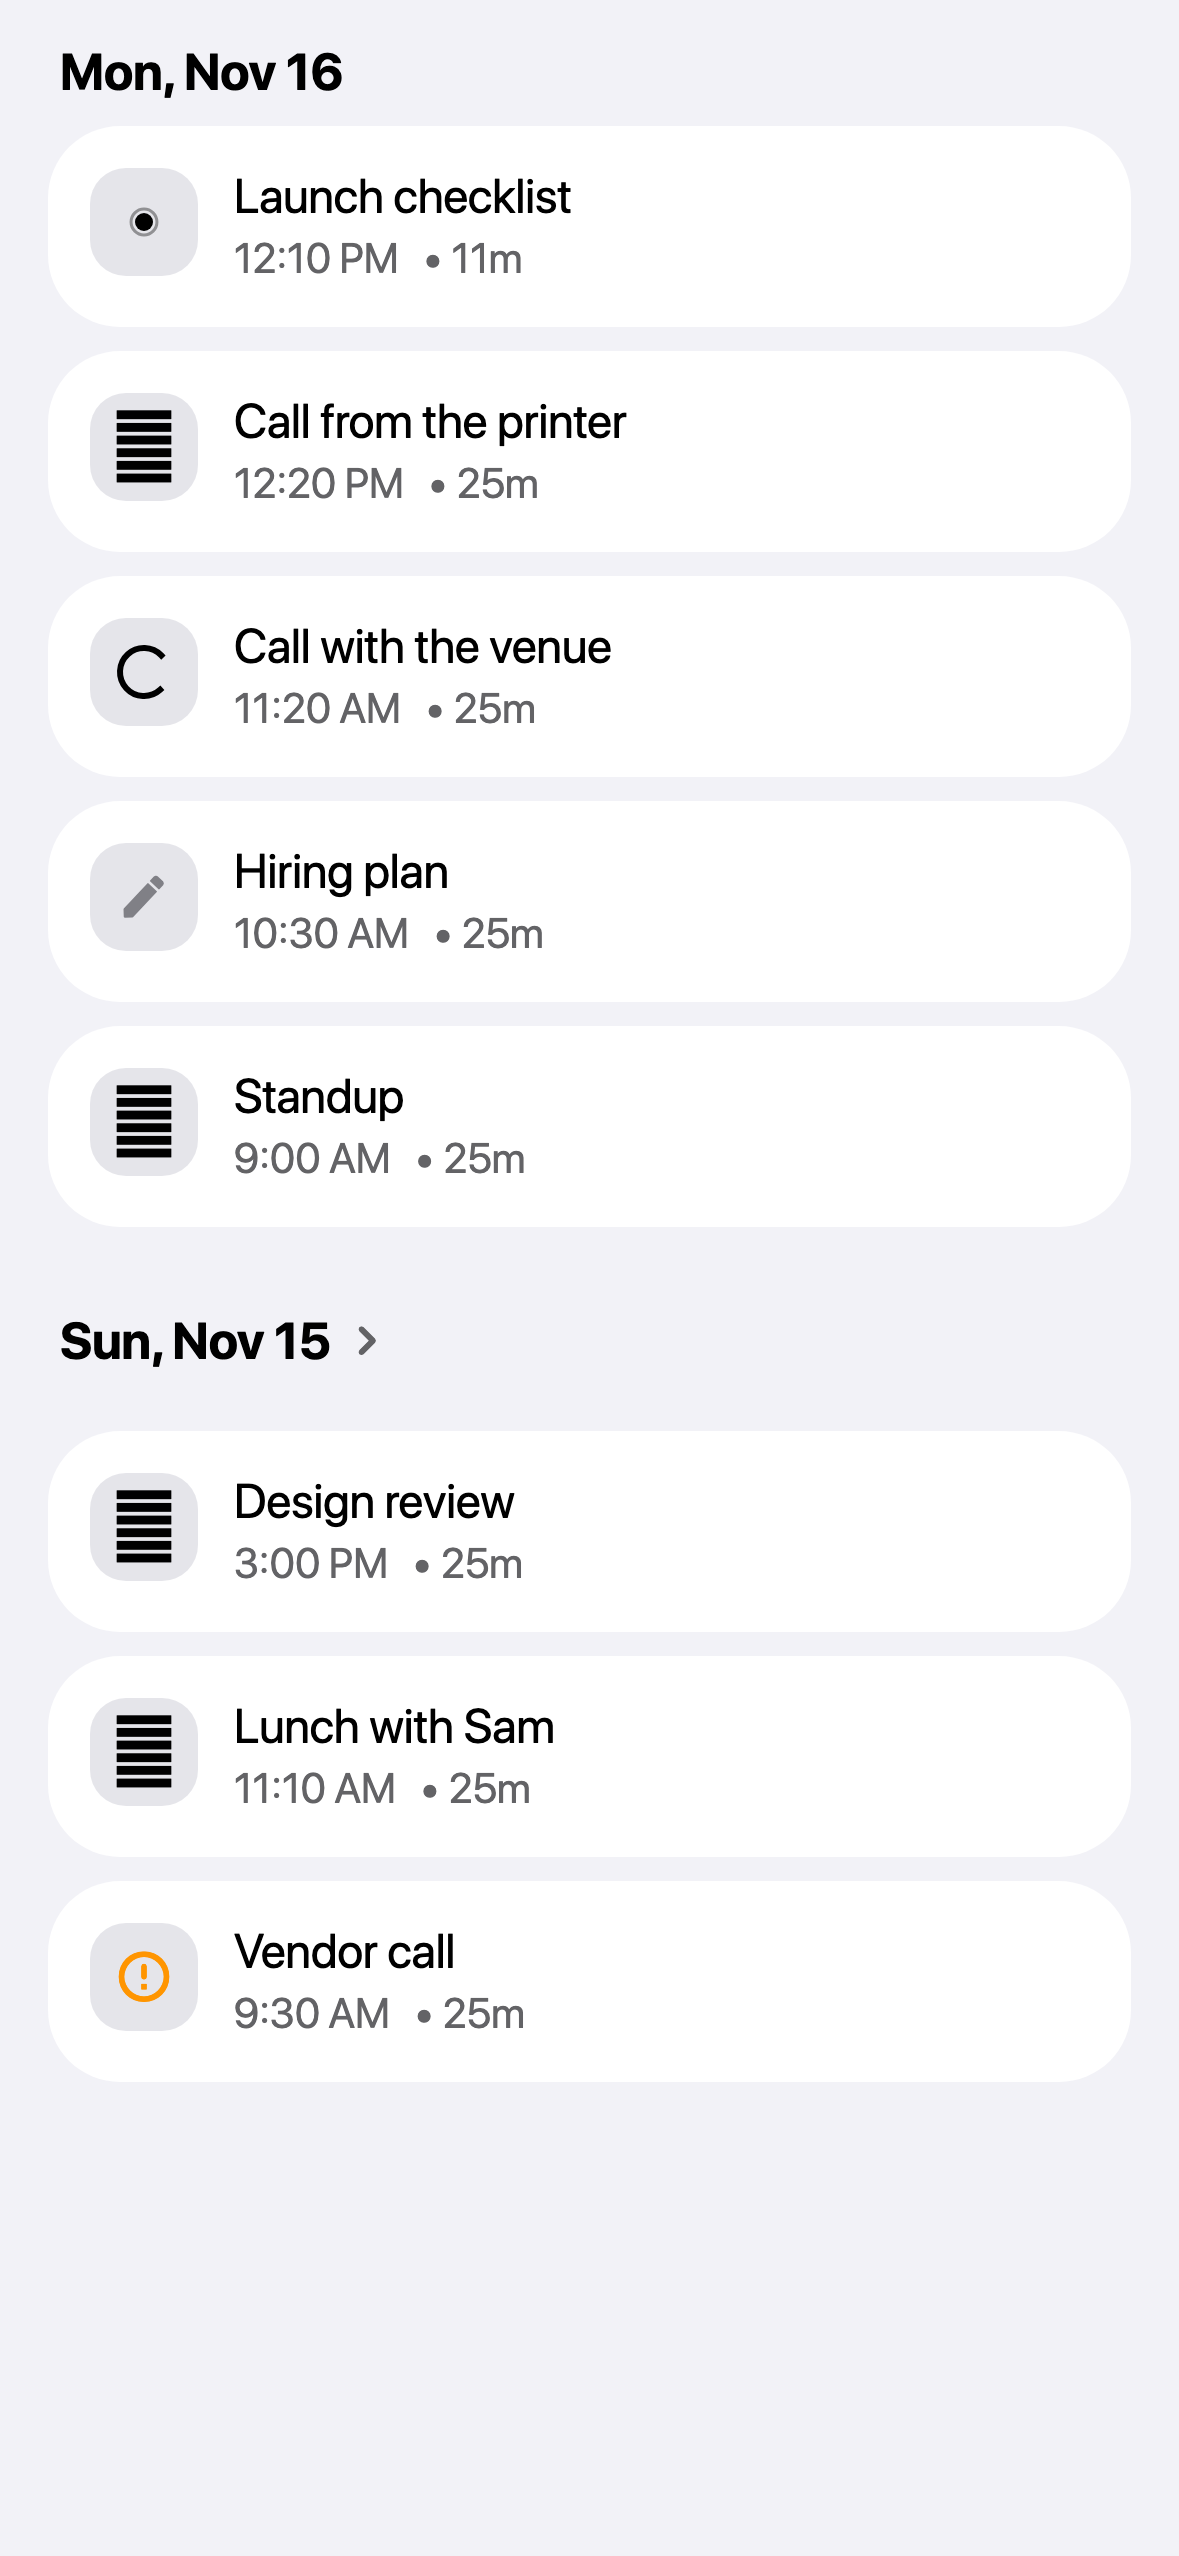 Mon, Nov 16
Launch checklist
12:10 PM • 11m
Call from the printer
12:20 PM • 25m
Call with the venue
11:20 AM • 25m
Hiring plan
10:30 AM • 25m
Standup
9:00 AM • 25m
Sun, Nov 15
Design review
3:00 PM • 25m
Lunch with Sam
11:10 AM • 25m
Vendor call
9:30 AM • 25m